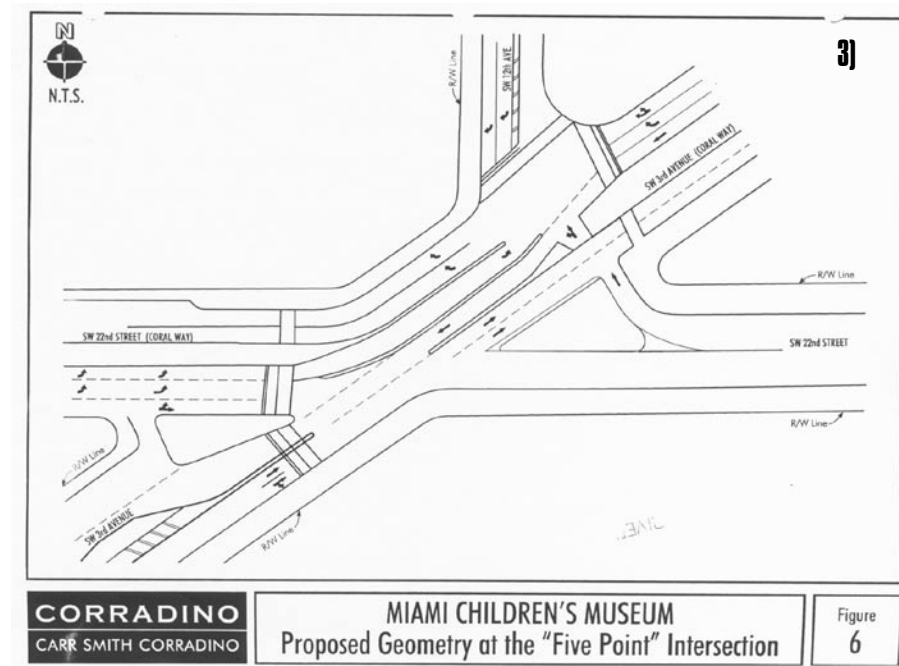 N
N.T.S.
3)
R/W Line
SW 12th AVE.
SW 3rd AVENUE (CORAL WAY)
R/W Line
SW 22nd STREET (CORAL WAY)
SW 22nd STREET
R/W Line
R/W Line
SW 3rd AVENUE
R/W Line
CORRADINO
CARR SMITH CORRADINO
MIAMI CHILDREN'S MUSEUM
Proposed Geometry at the "Five Point" Intersection
Figure
6